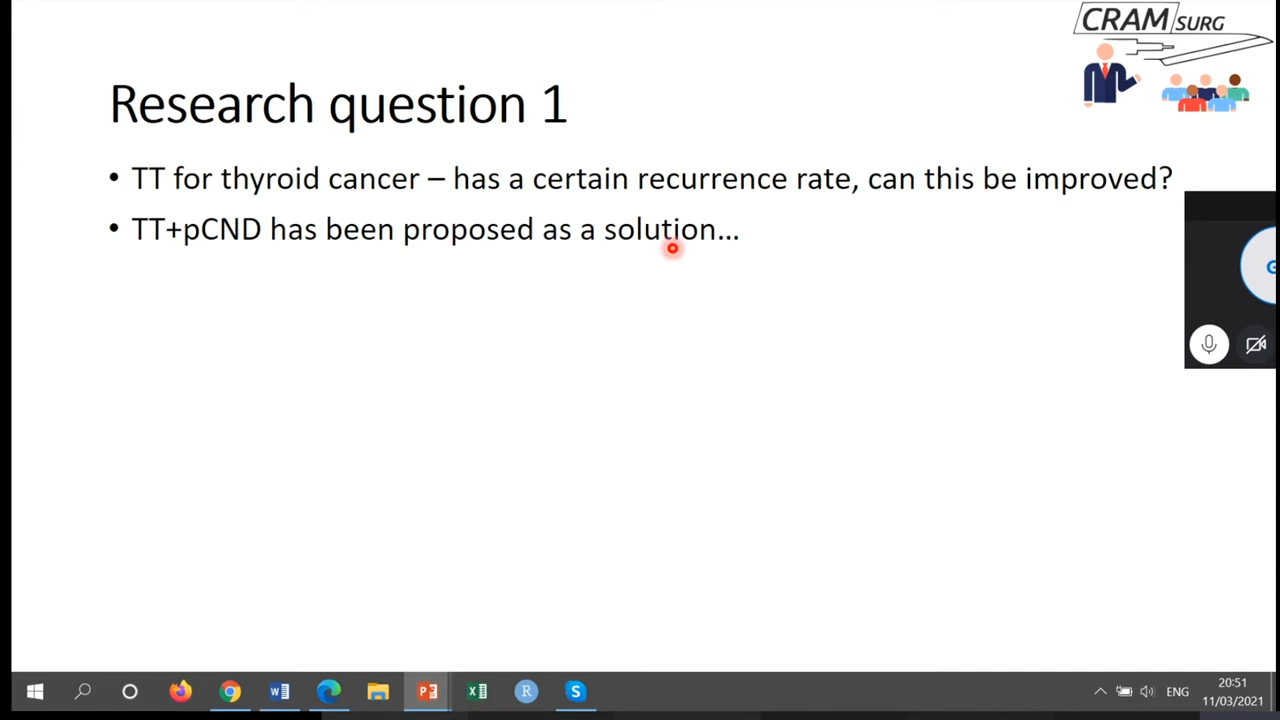 CRAM SURG
Research question 1
• TT for thyroid cancer – has a certain recurrence rate, can this be improved?
• TT+pCND has been proposed as a solution…
ENG
20:51
11/03/2021